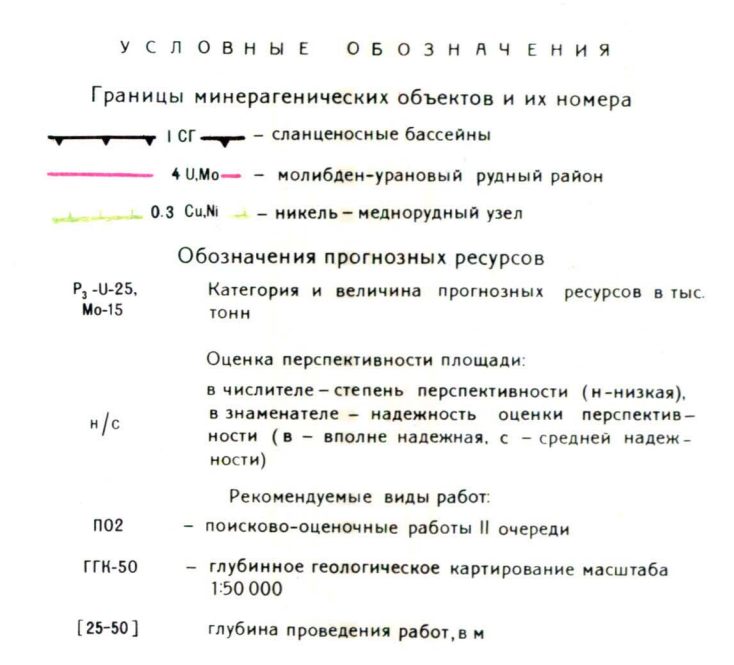 УСЛОВНЫЕ ОБОЗНАЧЕНИЯ
Границы минерагенических объектов и их номера
1 СГ – сланценосные бассейны
4 U,Mo – молибден-урановый рудный район
0.3 Cu,Ni – никель – меднорудный узел
Обозначения прогнозных ресурсов
P₃-U-25, Категория и величина прогнозных ресурсов в тыс.
Mo-15 тонн
Оценка перспективности площади:
в числителе – степень перспективности (н-низкая),
в знаменателе – надежность оценки перспектив–
н/с ности (в – вполне надежная, с – средней надеж-
ности)
Рекомендуемые виды работ:
ПО2 – поисково-оценочные работы II очереди
ГГК-50 – глубинное геологическое картирование масштаба
1:50 000
[25-50] глубина проведения работ, в м